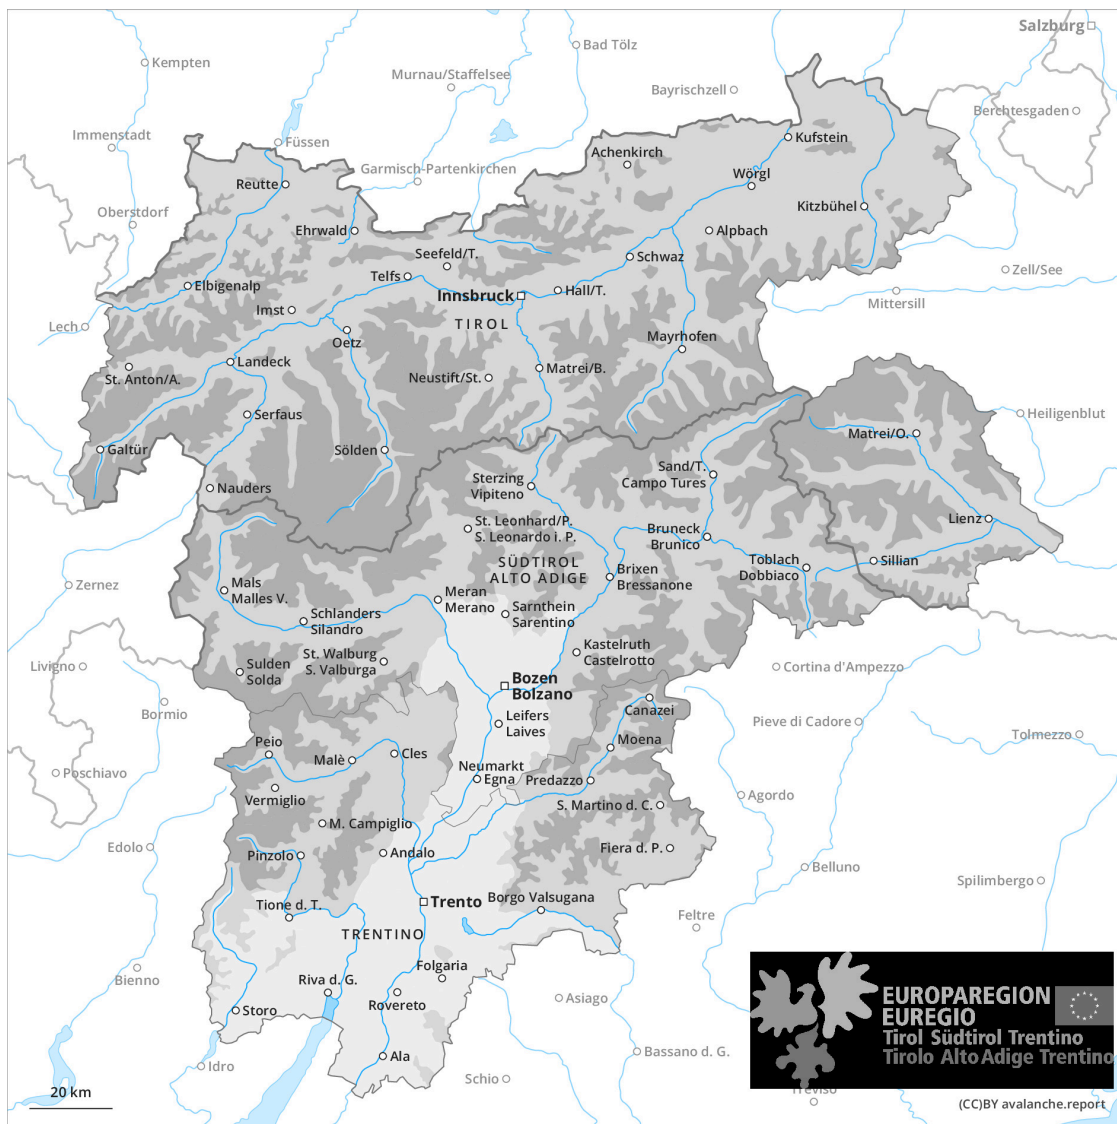 Salzburg
Bad Tölz
Kempten
Murnau/Staffelsee
Bayrischzell
Berchtesgaden
Immenstadt
Füssen
Kufstein
Achenkirch
Garmisch-Partenkirchen
Wörgl
Reutte
Oberstdorf
Kitzbühel
Ehrwald
Alpbach
Seefeld/T.
Schwaz
Zell/See
Telfs
Elbigenalp
Innsbruck
Hall/T.
Mittersill
Imst
Lech
TIROL
Oetz
Mayrhofen
Landeck
Matrei/B.
St. Anton/A.
Neustift/St.
Serfaus
Heiligenblut
Matrei/O.
Galtür
Sölden
Sand/T.
Campo Tures
Sterzing
Vipiteno
Nauders
Lienz
St. Leonhard/P.
S. Leonardo i. P.
Bruneck
Brunico
SÜDTIROL
ALTO ADIGE
Toblach
Dobbiaco
Sillian
Brixen
Bressanone
Zernez
Mals
Malles V.
Meran
Merano
Schlanders
Silandro
Sarnthein
Sarentino
Kastelruth
Castelrotto
St. Walburg
S. Valburga
Livigno
Sulden
Solda
Cortina d'Ampezzo
Bozen
Bolzano
Bormio
Canazei
Leifers
Laives
Pieve di Cadore
Tolmezzo
Peio
Moena
Cles
Malè
Poschiavo
Neumarkt
Egna
Predazzo
Vermiglio
Agordo
S. Martino d. C.
M. Campiglio
Edolo
Andalo
Fiera d. P.
Pinzolo
Belluno
Spilimbergo
Borgo Valsugana
Trento
Tione d. T.
Feltre
TRENTINO
Bienno
Folgaria
Riva d. G.
Rovereto
Asiago
Storo
EUROPAREGION
EUREGIO
Tirol Südtirol Trentino
Tirolo Alto Adige Trentino
Ala
Bassano d. G.
Idro
Schio
20 km
Treviso
(CC)BY avalanche.report